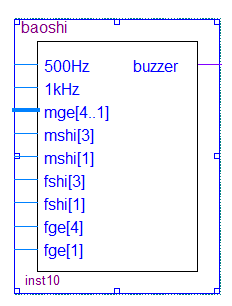 baoshi
500Hz buzzer
1kHz
mge[4..1]
mshi[3]
mshi[1]
fshi[3]
fshi[1]
fge[4]
fge[1]
inst10